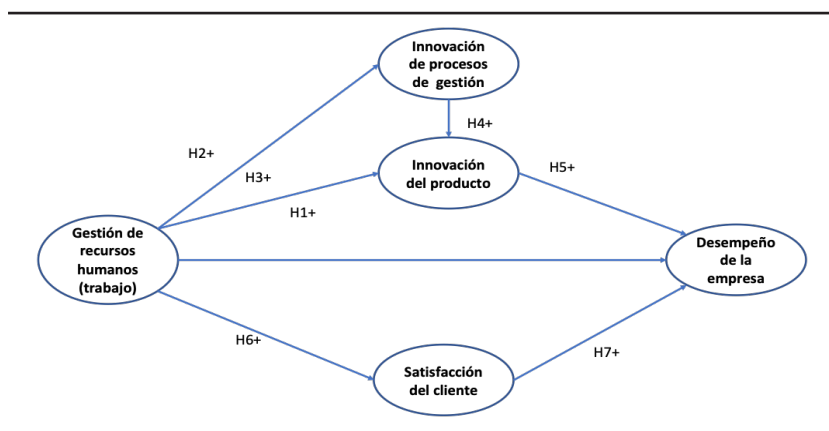 Innovación
de procesos
de gestión
H4+
H2+
H3+
Innovación
del producto
H5+
H1+
Gestión de
recursos
humanos
(trabajo)
Desempeño
de la
empresa
H6+
H7+
Satisfacción
del cliente